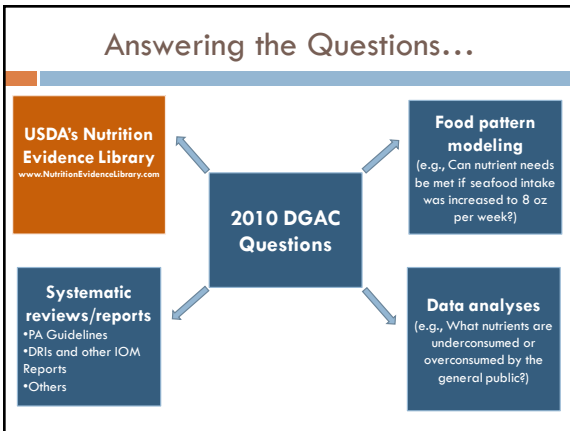 Answering the Questions…
USDA's Nutrition
Evidence Library
www.NutritionEvidenceLibrary.com
Food pattern
modeling
(e.g., Can nutrient needs
be met if seafood intake
was increased to 8 oz
per week?)
2010 DGAC
Questions
Systematic
reviews/reports
•PA Guidelines
•DRIs and other IOM
Reports
•Others
Data analyses
(e.g., What nutrients are
underconsumed or
overconsumed by the
general public?)